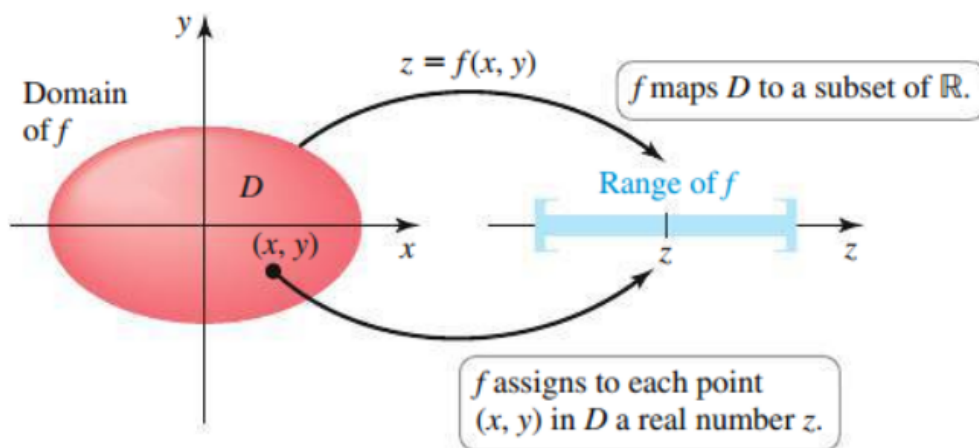 y
z = f(x, y)
f maps D to a subset of ℝ.
Domain
of f
D
Range of f
(x, y)
x
z
z
f assigns to each point
(x, y) in D a real number z.